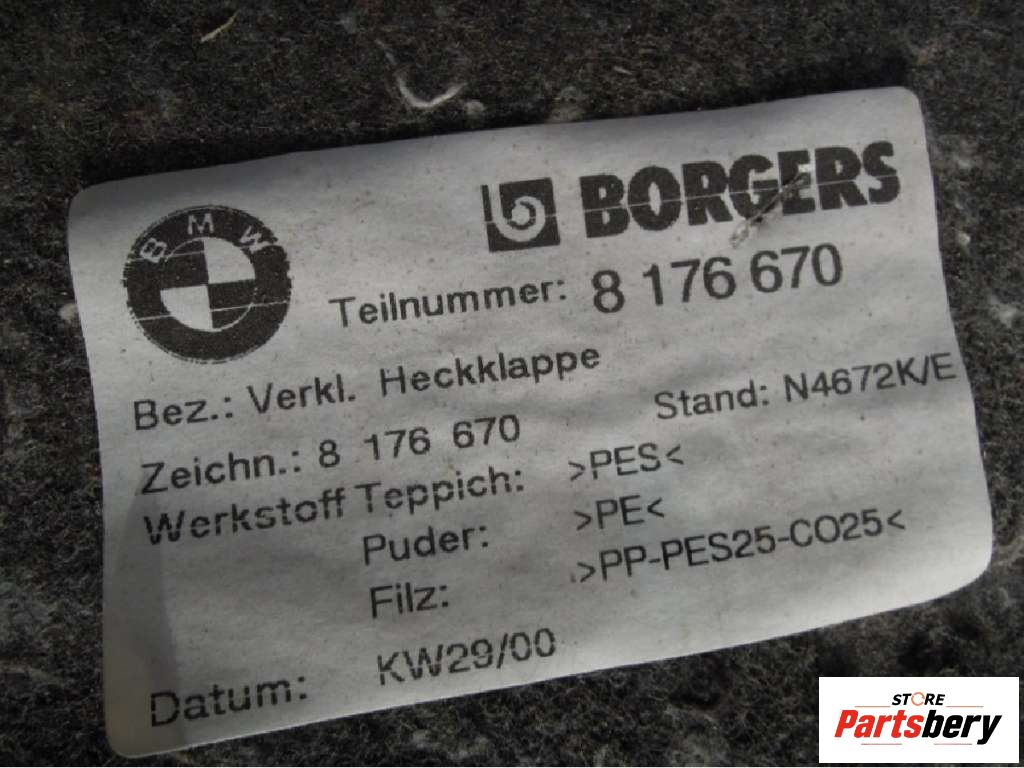 BMW
BORGERS
Teilnummer: 8 176 670
Bez.: Verkl. Heckklappe
Zeichn.: 8 176 670 Stand: N4672K/E
Werkstoff Teppich: >PES<
Puder: >PE<
Filz: >PP-PES25-CO25<
Datum: KW29/00
STORE
Partsbery